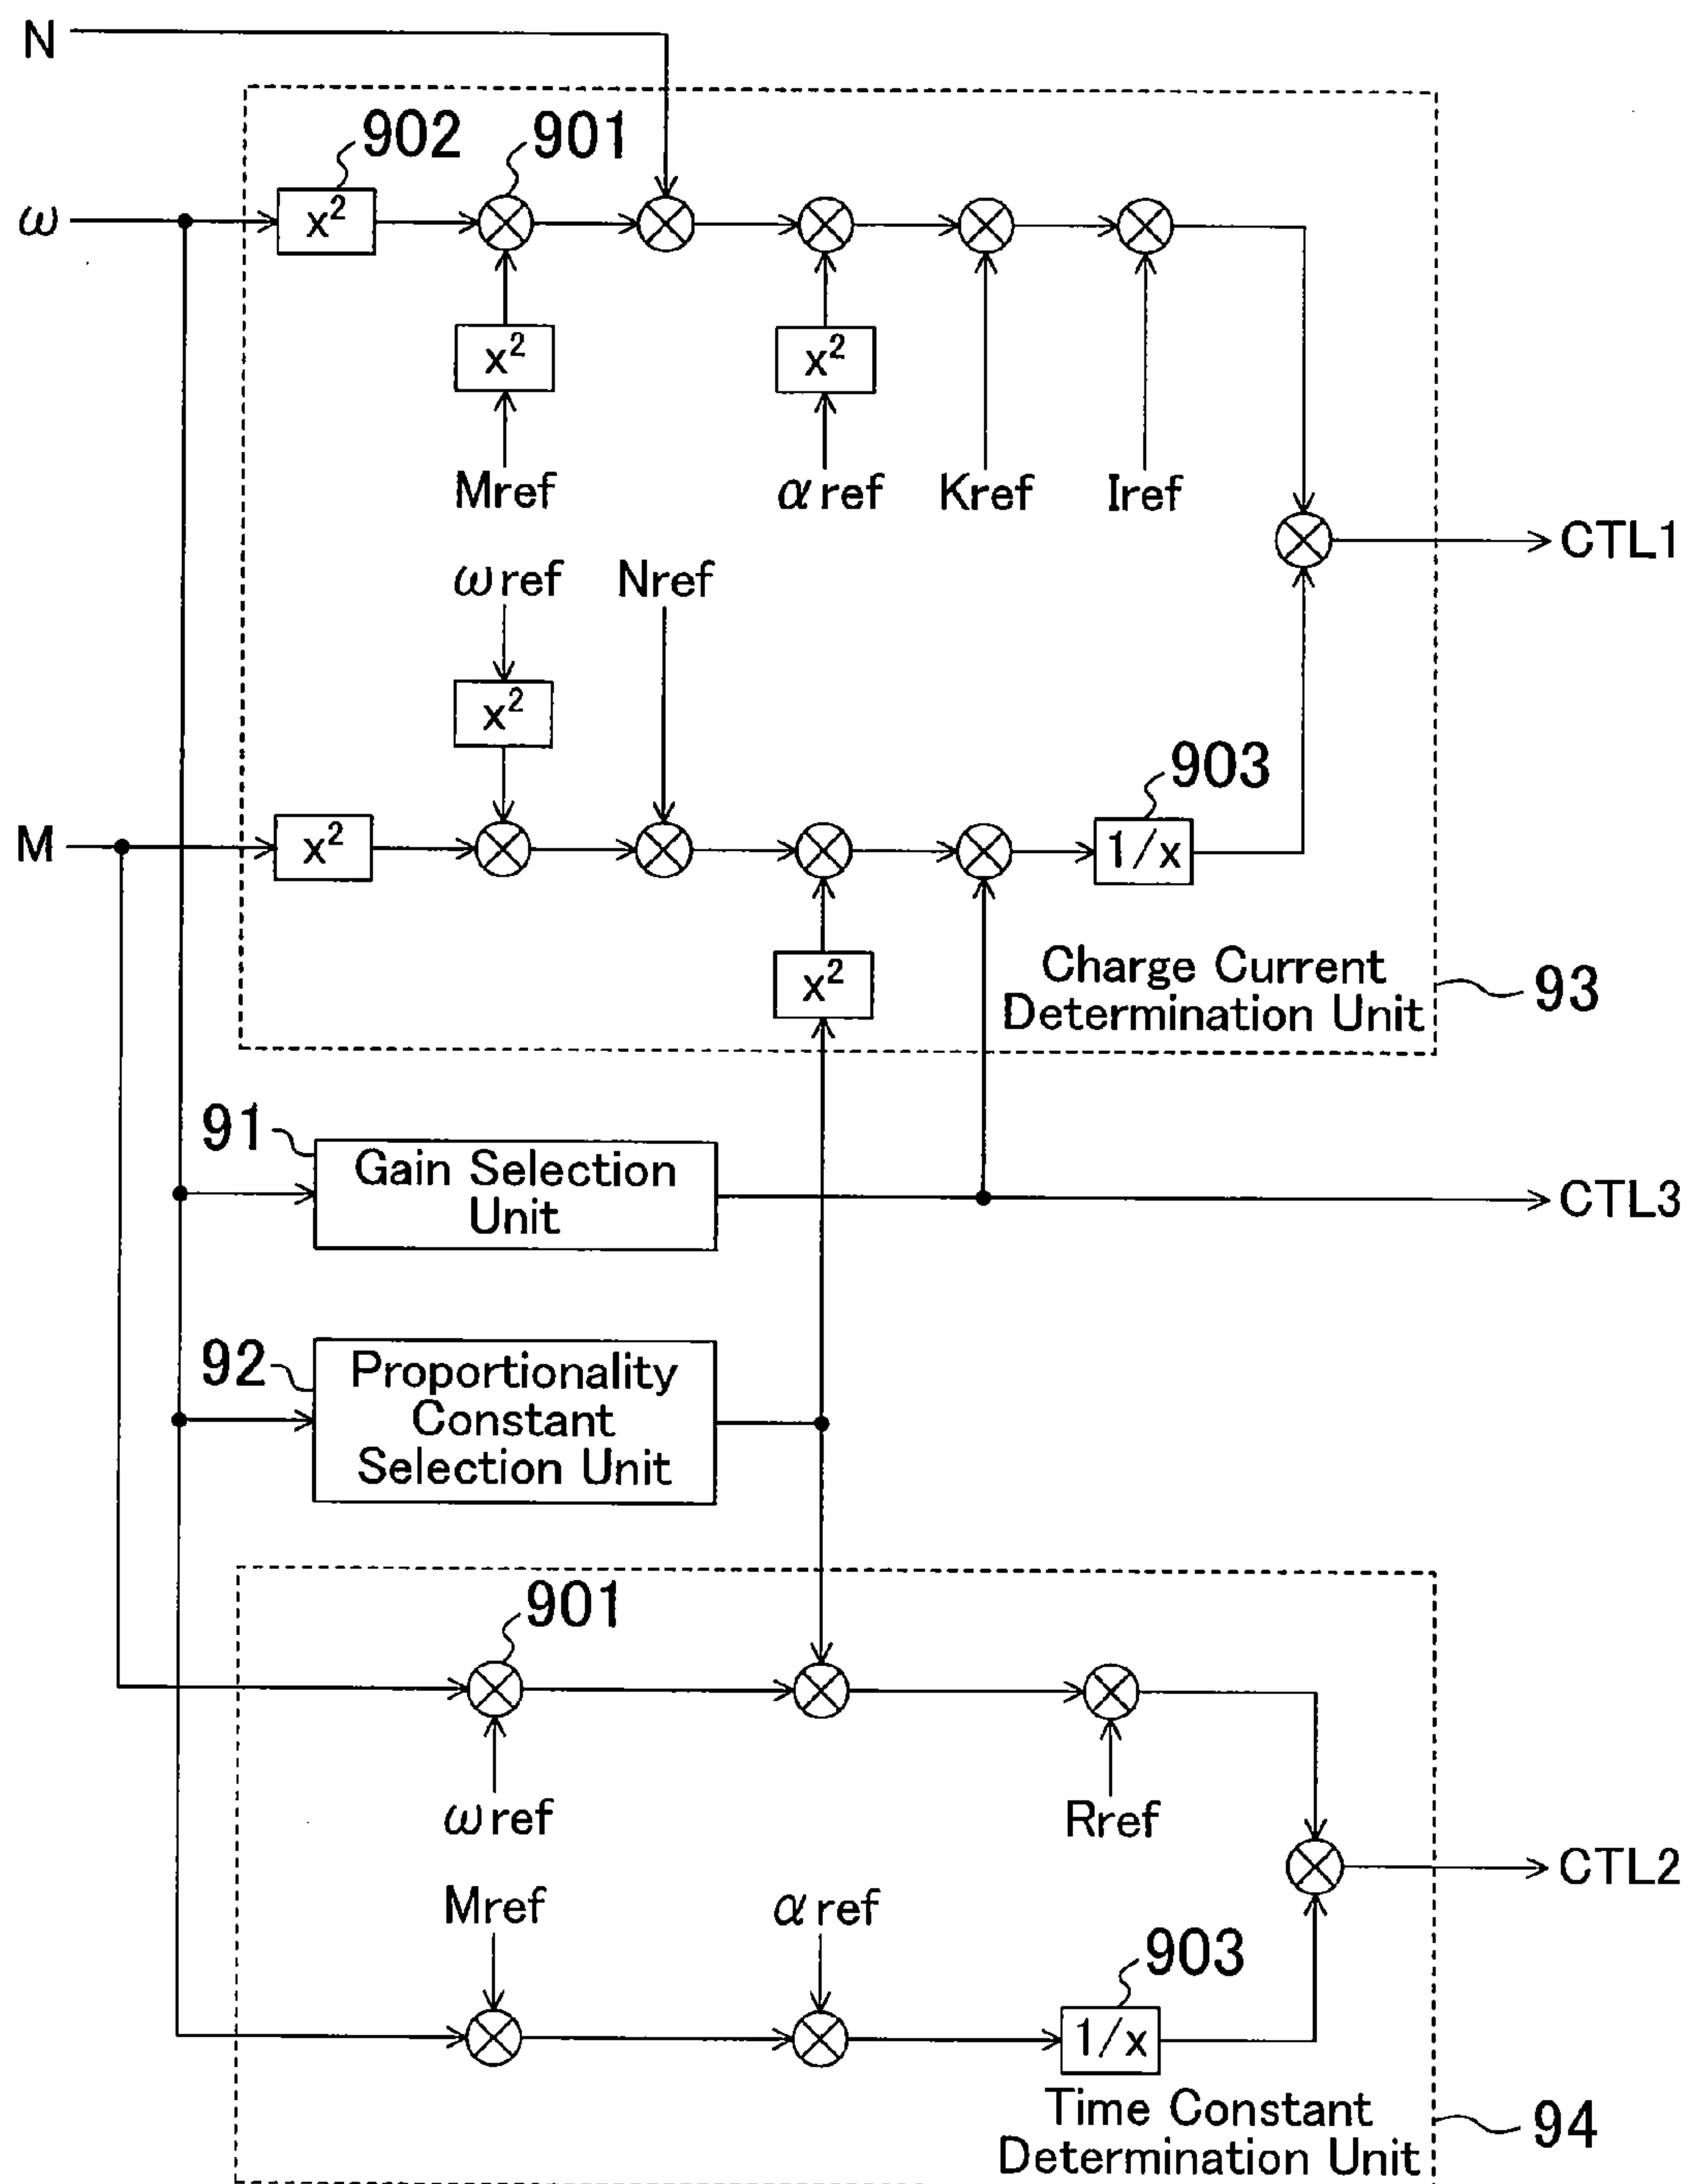 N
902
901
ω
x²
x²
x²
Mref
αref
Kref
Iref
CTL1
ωref
Nref
x²
903
M
x²
1/x
x²
Charge Current
Determination Unit
93
91
Gain Selection
Unit
CTL3
92
Proportionality
Constant
Selection Unit
901
ωref
Rref
CTL2
Mref
αref
903
1/x
Time Constant
Determination Unit
94